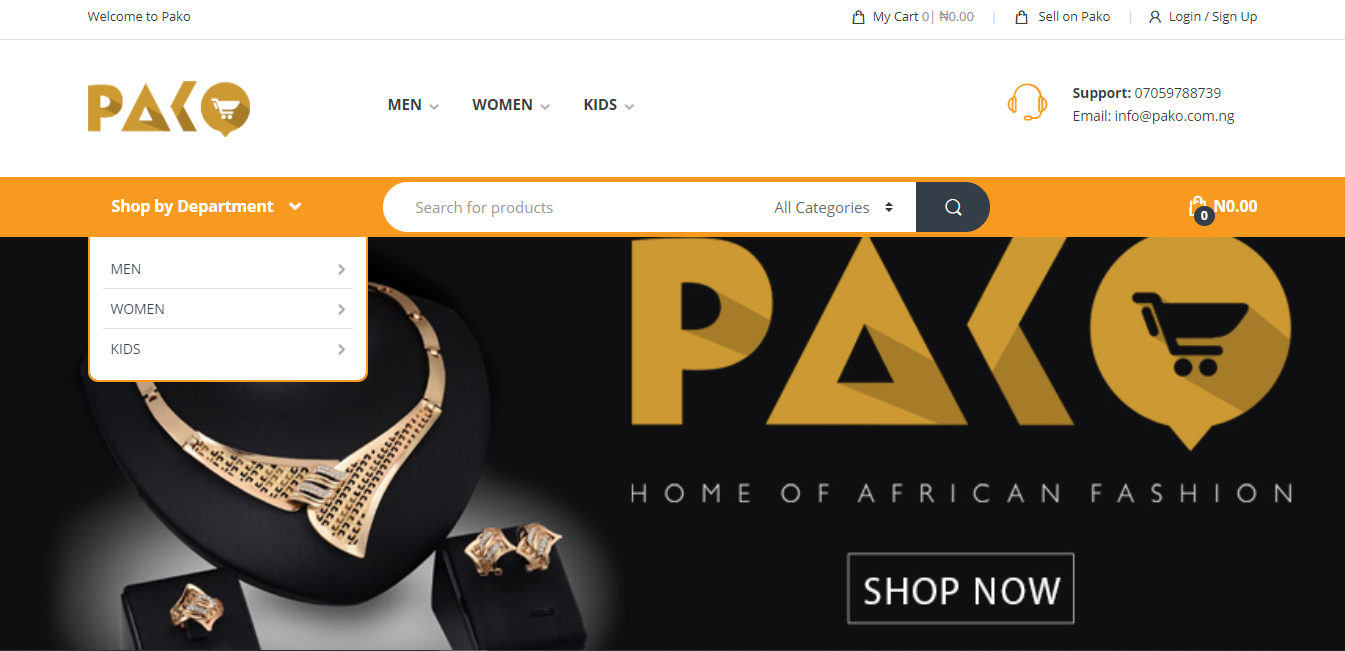 Welcome to Pako
My Cart 0| ₦0.00
Sell on Pako
Login / Sign Up
PAKO
MEN
WOMEN
KIDS
Support: 07059788739
Email: info@pako.com.ng
Shop by Department
Search for products
All Categories
0
N0.00
MEN
WOMEN
KIDS
PAKO
HOME OF AFRICAN FASHION
SHOP NOW